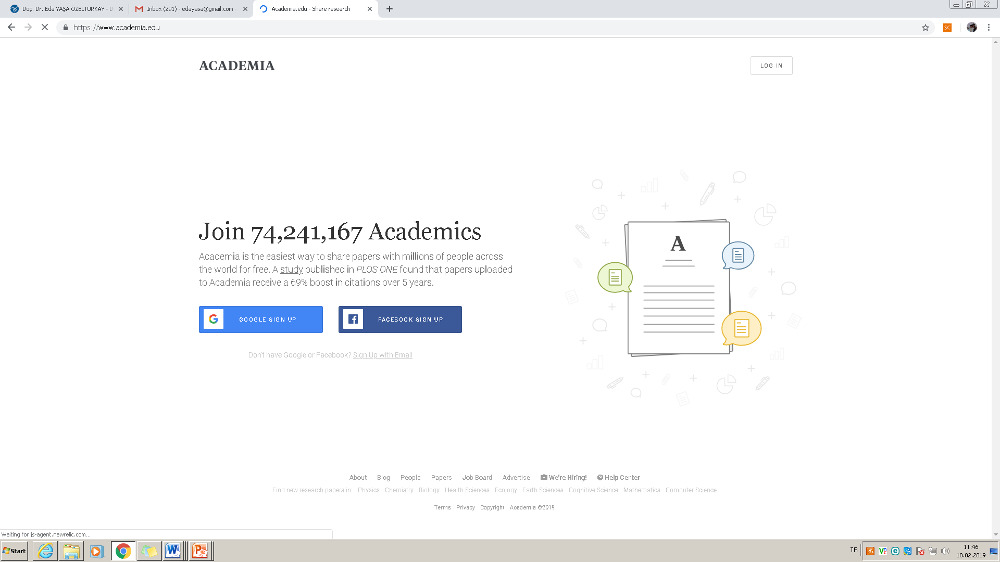 Doç. Dr. Eda YAŞA ÖZELTÜRKAY - D
Inbox (291) - edayasa@gmail.com -
Academia.edu - Share research
https://www.academia.edu
SC
ACADEMIA
LOG IN
Join 74,241,167 Academics
Academia is the easiest way to share papers with millions of people across
the world for free. A study published in PLOS ONE found that papers uploaded
to Academia receive a 69% boost in citations over 5 years.
GOOGLE SIGN UP
FACEBOOK SIGN UP
Don't have Google or Facebook? Sign Up with Email
A
About Blog People Papers Job Board Advertise We're Hiring! Help Center
Find new research papers in: Physics Chemistry Biology Health Sciences Ecology Earth Sciences Cognitive Science Mathematics Computer Science
Terms Privacy Copyright Academia ©2019
Waiting for js-agent.newrelic.com...
Start
TR
11:46
18.02.2019